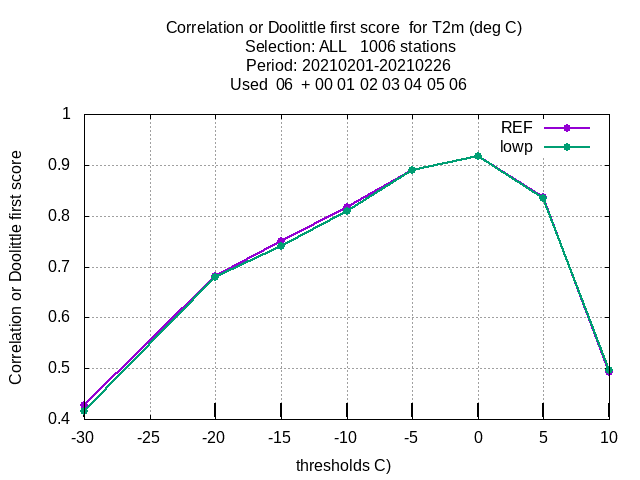 Correlation or Doolittle first score  for T2m (deg C)
Selection: ALL   1006 stations
Period: 20210201-20210226
Used  06  + 00 01 02 03 04 05 06
REF
lowp
Correlation or Doolittle first score
1
0.9
0.8
0.7
0.6
0.5
0.4
-30 -25 -20 -15 -10 -5 0 5 10
thresholds C)